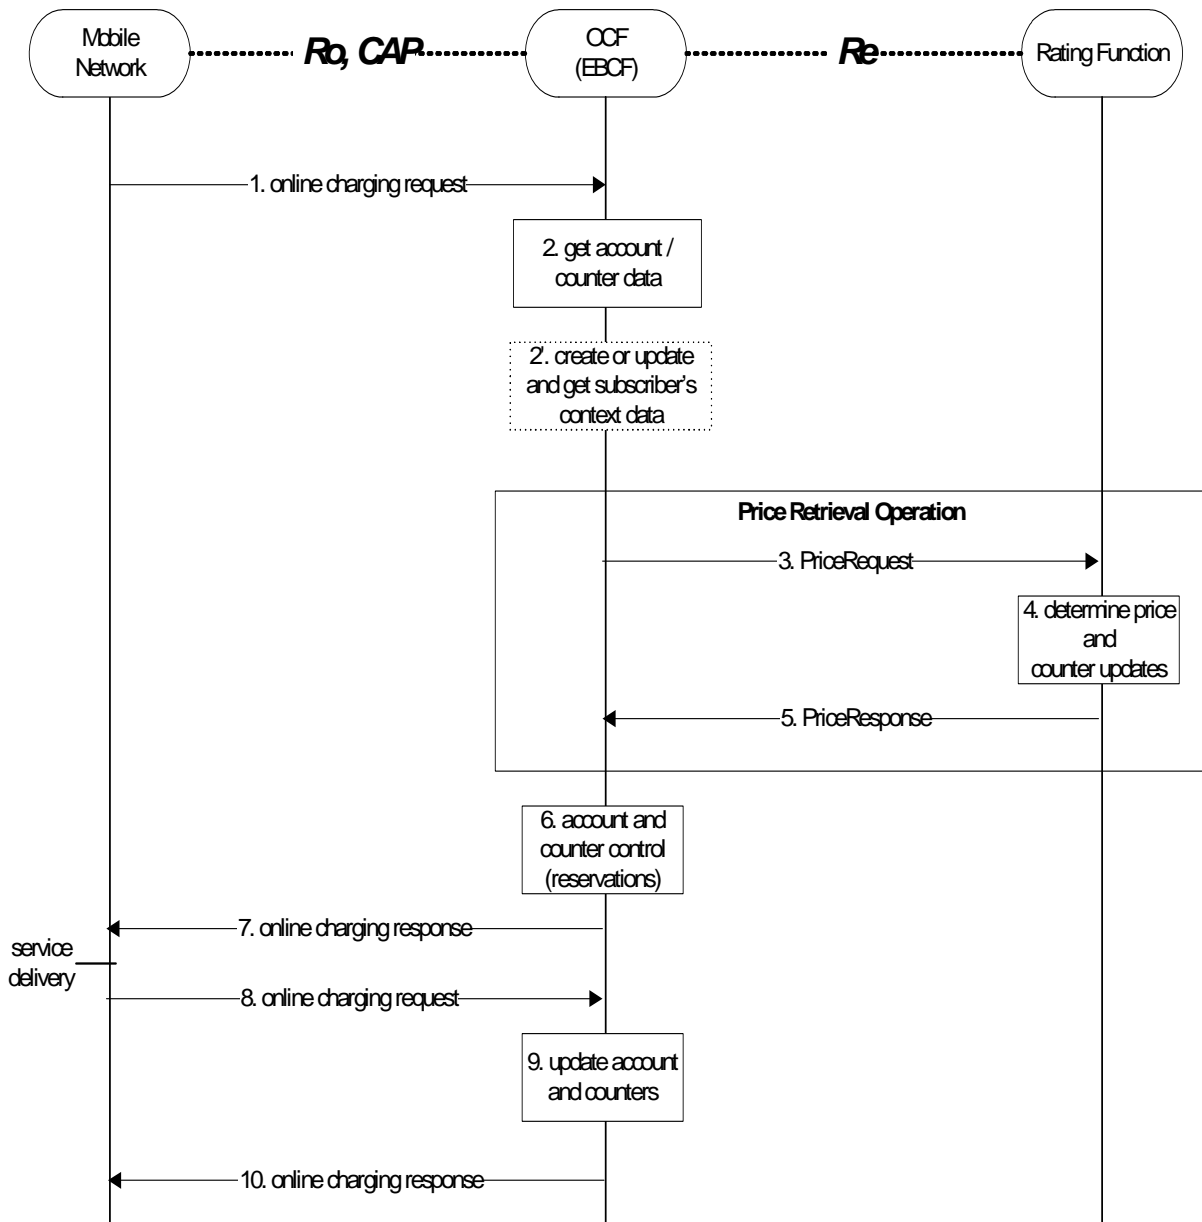 Mobile
Network
Ro, CAP
OCF
(EBCF)
Re
Rating Function
1. online charging request
2. get account /
counter data
2'. create or update
and get subscriber's
context data
Price Retrieval Operation
3. PriceRequest
4. determine price
and
counter updates
5. PriceResponse
6. account and
counter control
(reservations)
7. online charging response
service
delivery
8. online charging request
9. update account
and counters
10. online charging response